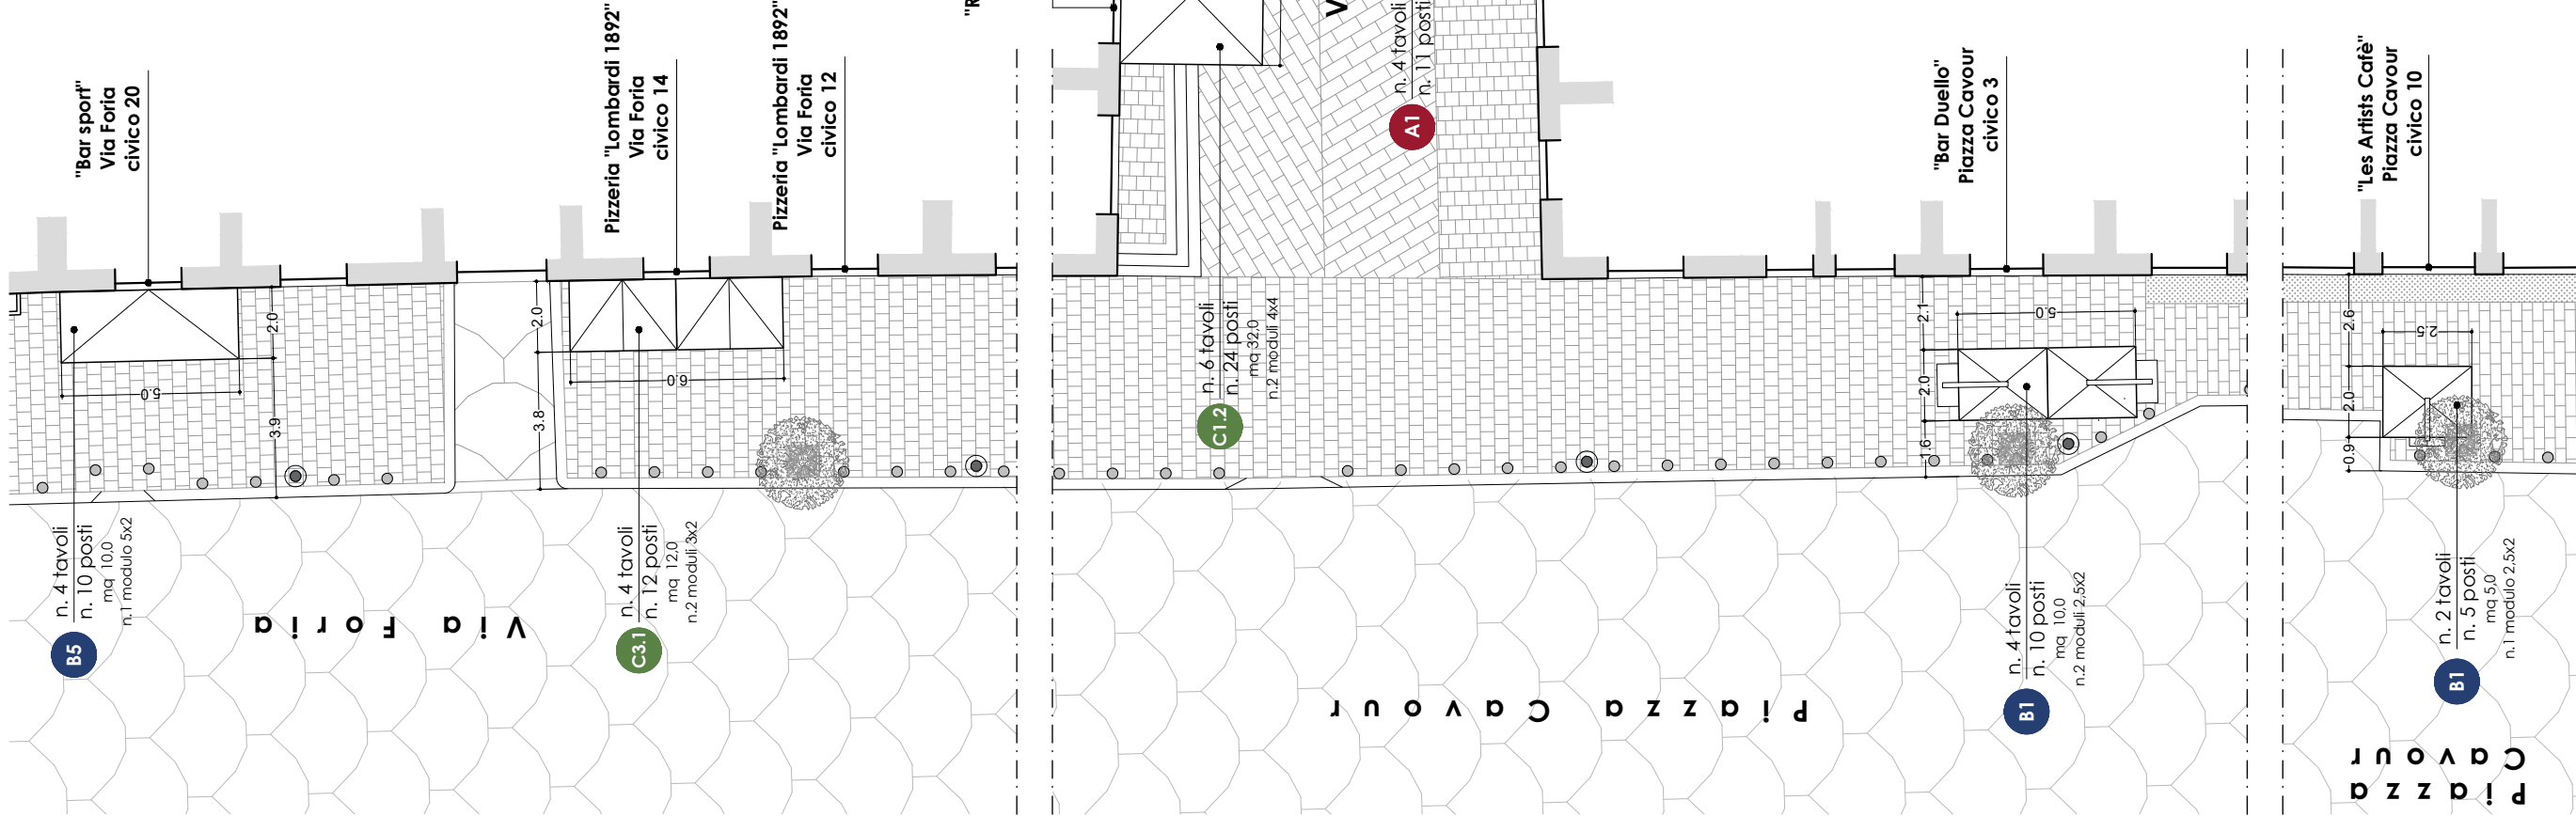 "Bar sport"
Via Foria
civico 20
Pizzeria "Lombardi 1892"
Via Foria
civico 14
Pizzeria "Lombardi 1892"
Via Foria
civico 12
"R
V
n. 4 tavoli
n. 11 posti
A1
"Bar Duello"
Piazza Cavour
civico 3
"Les Artists Cafè"
Piazza Cavour
civico 10
5.0
2.0
3.9
2.0
3.8
6.0
n. 6 tavoli
n. 24 posti
mq 32,0
n.2 moduli 4x4
C1.2
2.1
2.0
1.6
5.0
2.6
2.0
0.9
2.5
n. 4 tavoli
n. 10 posti
mq 10,0
n.1 modulo 5x2
B5
Via Foria
n. 4 tavoli
n. 12 posti
mq 12,0
n.2 moduli 3x2
C3.1
Piazza Cavour
n. 4 tavoli
n. 10 posti
mq 10,0
n.2 moduli 2,5x2
B1
n. 2 tavoli
n. 5 posti
mq 5,0
n.1 modulo 2,5x2
B1
Piazza
Cavour